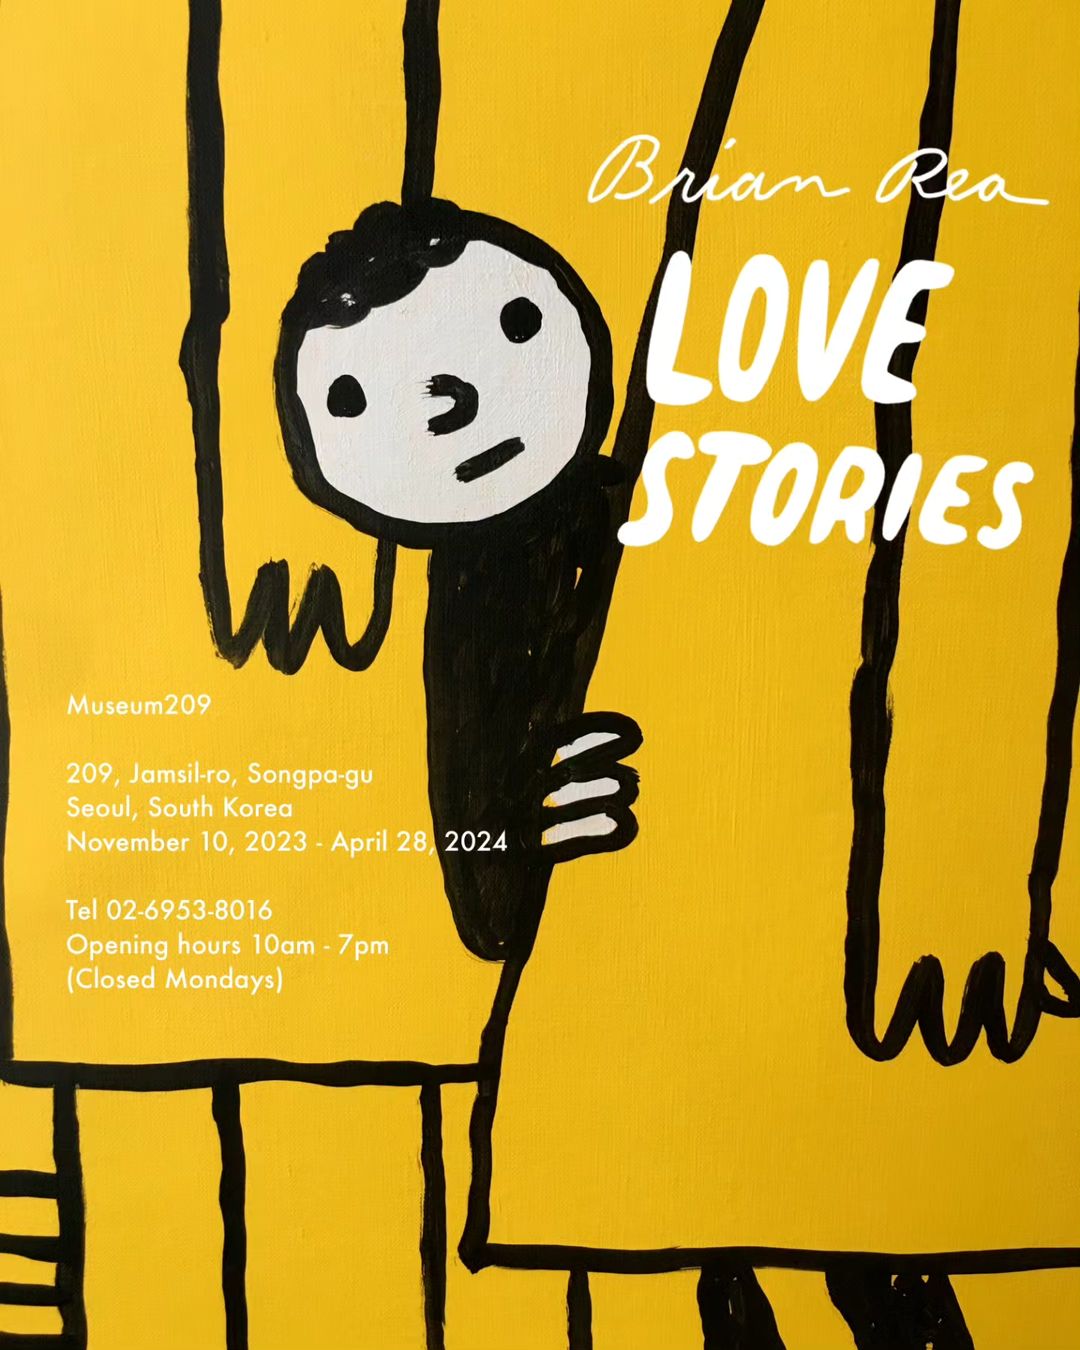 Brian Rea
LOVE
STORIES
Museum209
209, Jamsil-ro, Songpa-gu
Seoul, South Korea
November 10, 2023 - April 28, 2024
Tel 02-6953-8016
Opening hours 10am - 7pm
(Closed Mondays)